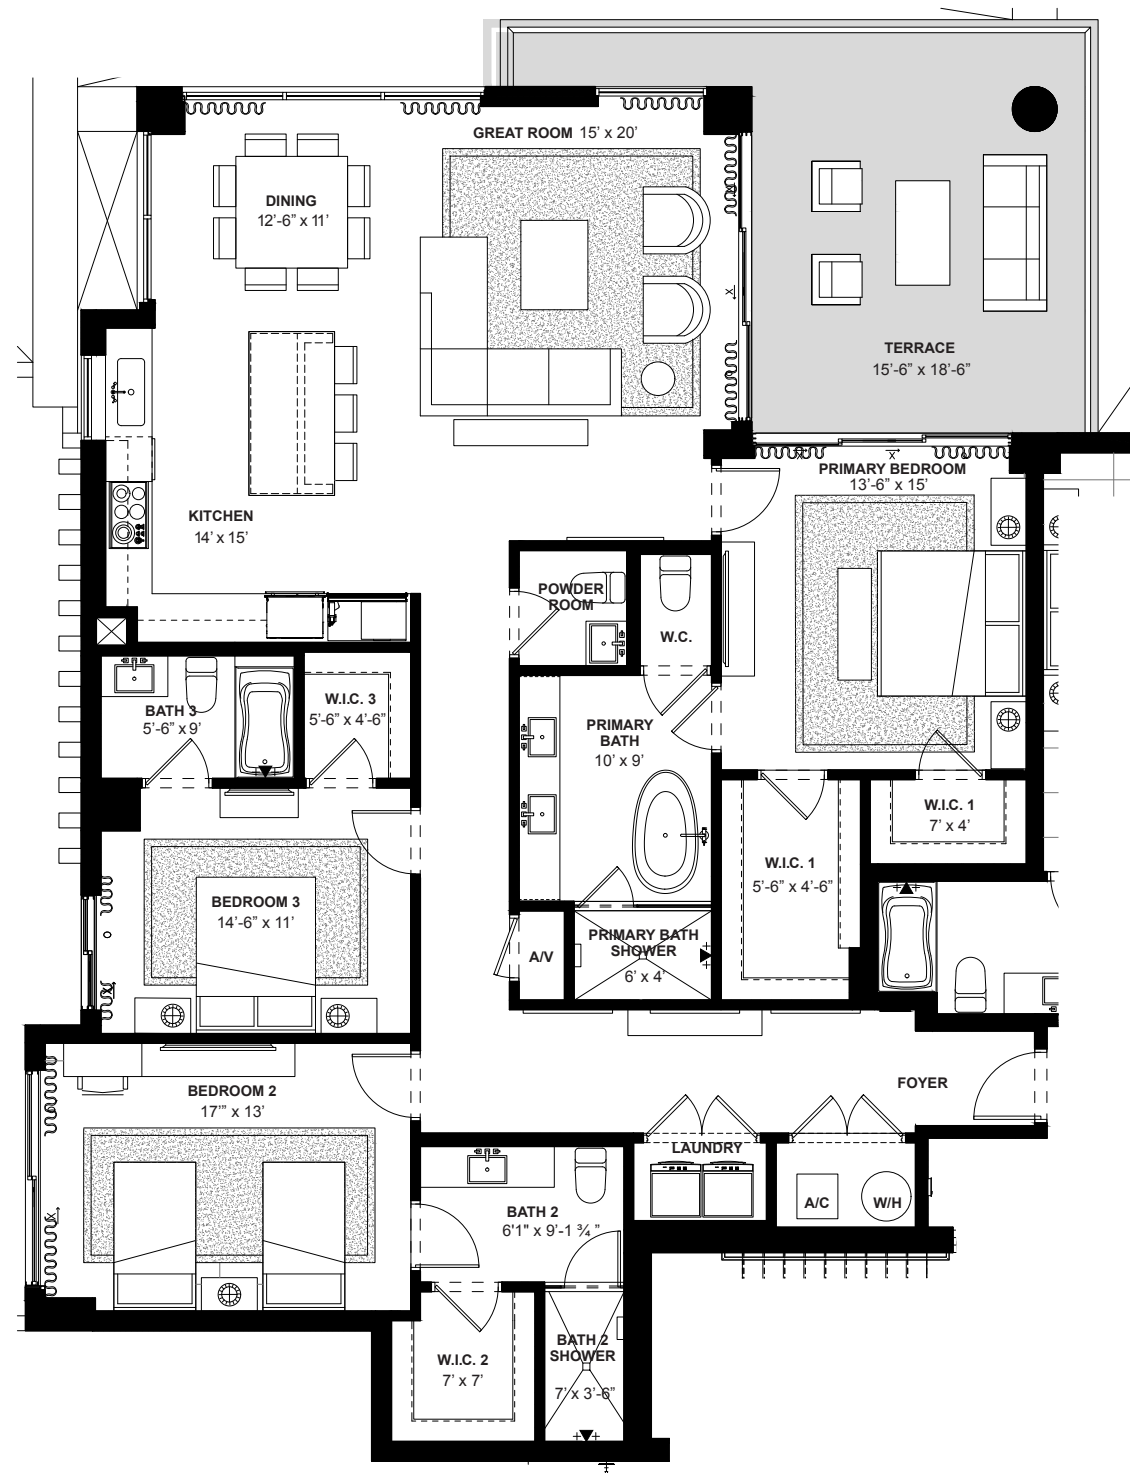 GREAT ROOM 15’ x 20’
DINING
12’-6” x 11’
TERRACE
15’-6” x 18’-6”
PRIMARY BEDROOM
13’-6” x 15’
KITCHEN
14’ x 15’
POWDER
ROOM
W.C.
W.I.C. 3
5’-6” x 4’-6”
BATH 3
5’-6” x 9’
PRIMARY
BATH
10’ x 9’
W.I.C. 1
7’ x 4’
W.I.C. 1
5’-6” x 4’-6”
BEDROOM 3
14’-6” x 11’
PRIMARY BATH
SHOWER
6’ x 4’
A/V
FOYER
BEDROOM 2
17’” x 13’
LAUNDRY
A/C
W/H
BATH 2
6'1" x 9’-1 ¾ ”
BATH 2
SHOWER
7’ x 3’-6”
W.I.C. 2
7’ x 7’
X
X
X
X
X
X